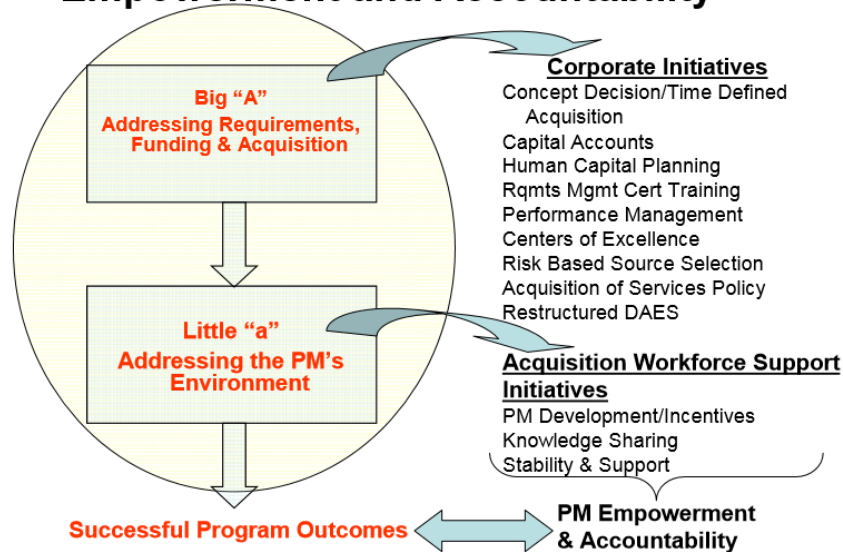 Empowerment and Accountability
Big “A”
Addressing Requirements,
Funding & Acquisition
Little “a”
Addressing the PM’s
Environment
Successful Program Outcomes
Corporate Initiatives
Concept Decision/Time Defined
Acquisition
Capital Accounts
Human Capital Planning
Rqmts Mgmt Cert Training
Performance Management
Centers of Excellence
Risk Based Source Selection
Acquisition of Services Policy
Restructured DAES
Acquisition Workforce Support
Initiatives
PM Development/Incentives
Knowledge Sharing
Stability & Support
PM Empowerment
& Accountability